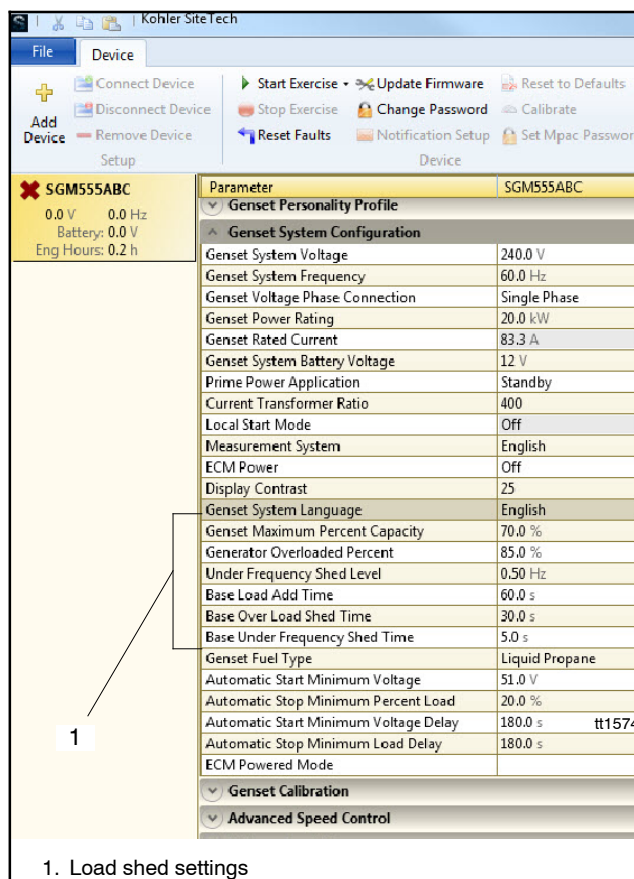 Kohler SiteTech
File Device
Add Device
Connect Device
Disconnect Device
Remove Device
Setup
Start Exercise
Stop Exercise
Reset Faults
Update Firmware
Change Password
Notification Setup
Reset to Defaults
Calibrate
Set Mpac Passwor
Device
SGM555ABC
0.0 V 0.0 Hz
Battery: 0.0 V
Eng Hours: 0.2 h
Parameter SGM555ABC
Genset Personality Profile
Genset System Configuration
Genset System Voltage 240.0 V
Genset System Frequency 60.0 Hz
Genset Voltage Phase Connection Single Phase
Genset Power Rating 20.0 kW
Genset Rated Current 83.3 A
Genset System Battery Voltage 12 V
Prime Power Application Standby
Current Transformer Ratio 400
Local Start Mode Off
Measurement System English
ECM Power Off
Display Contrast 25
Genset System Language English
Genset Maximum Percent Capacity 70.0 %
Generator Overloaded Percent 85.0 %
Under Frequency Shed Level 0.50 Hz
Base Load Add Time 60.0 s
Base Over Load Shed Time 30.0 s
Base Under Frequency Shed Time 5.0 s
Genset Fuel Type Liquid Propane
Automatic Start Minimum Voltage 51.0 V
Automatic Stop Minimum Percent Load 20.0 %
Automatic Start Minimum Voltage Delay 180.0 s tt1574
Automatic Stop Minimum Load Delay 180.0 s
ECM Powered Mode
Genset Calibration
Advanced Speed Control
1
1. Load shed settings